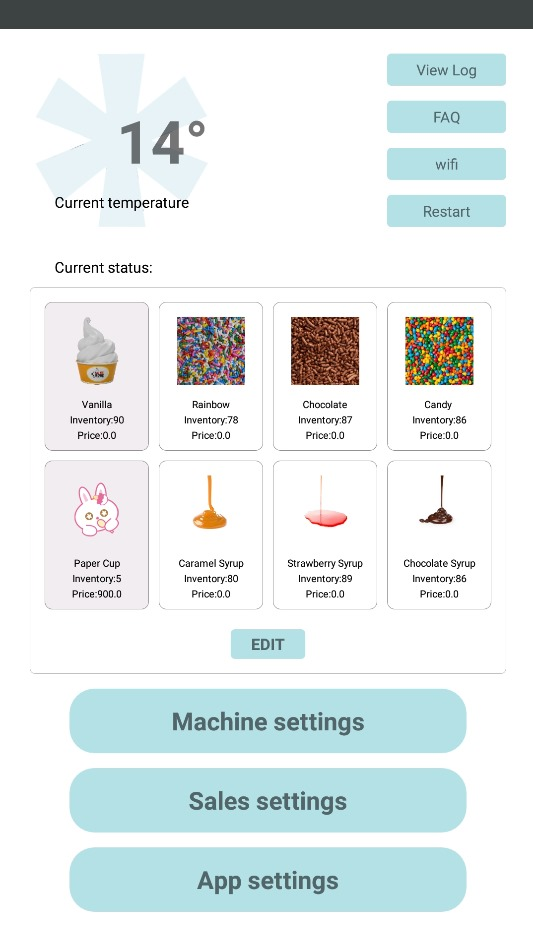 14°
Current temperature
View Log
FAQ
wifi
Restart
Current status:
Vanilla
Inventory:90
Price:0.0
Rainbow
Inventory:78
Price:0.0
Chocolate
Inventory:87
Price:0.0
Candy
Inventory:86
Price:0.0
Paper Cup
Inventory:5
Price:900.0
Caramel Syrup
Inventory:80
Price:0.0
Strawberry Syrup
Inventory:89
Price:0.0
Chocolate Syrup
Inventory:86
Price:0.0
EDIT
Machine settings
Sales settings
App settings